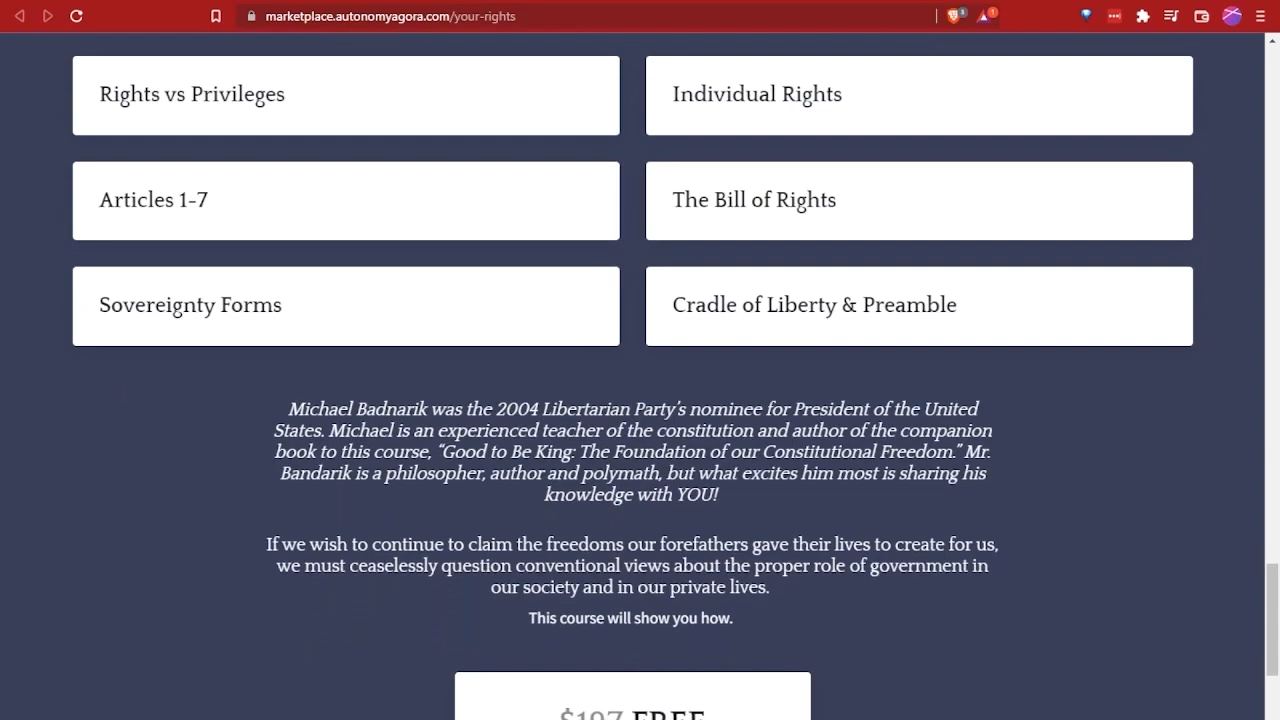 marketplace.autonomyagora.com/your-rights
Rights vs Privileges
Individual Rights
Articles 1-7
The Bill of Rights
Sovereignty Forms
Cradle of Liberty & Preamble
Michael Badnarik was the 2004 Libertarian Party's nominee for President of the United
States. Michael is an experienced teacher of the constitution and author of the companion
book to this course, “Good to Be King: The Foundation of our Constitutional Freedom.” Mr.
Bandarik is a philosopher, author and polymath, but what excites him most is sharing his
knowledge with YOU!
If we wish to continue to claim the freedoms our forefathers gave their lives to create for us,
we must ceaselessly question conventional views about the proper role of government in
our society and in our private lives.
This course will show you how.
$197 FREE